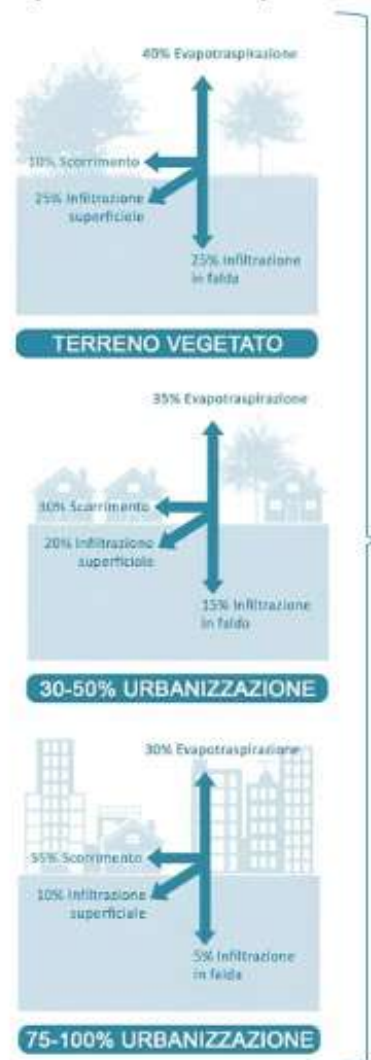 40% Evapotraspirazione
10% Scorrimento
25% Infiltrazione
superficiale
25% Infiltrazione
in falda
TERRENO VEGETATO
35% Evapotraspirazione
30% Scorrimento
20% Infiltrazione
superficiale
15% Infiltrazione
in falda
30-50% URBANIZZAZIONE
30% Evapotraspirazione
55% Scorrimento
10% Infiltrazione
superficiale
5% Infiltrazione
in falda
75-100% URBANIZZAZIONE